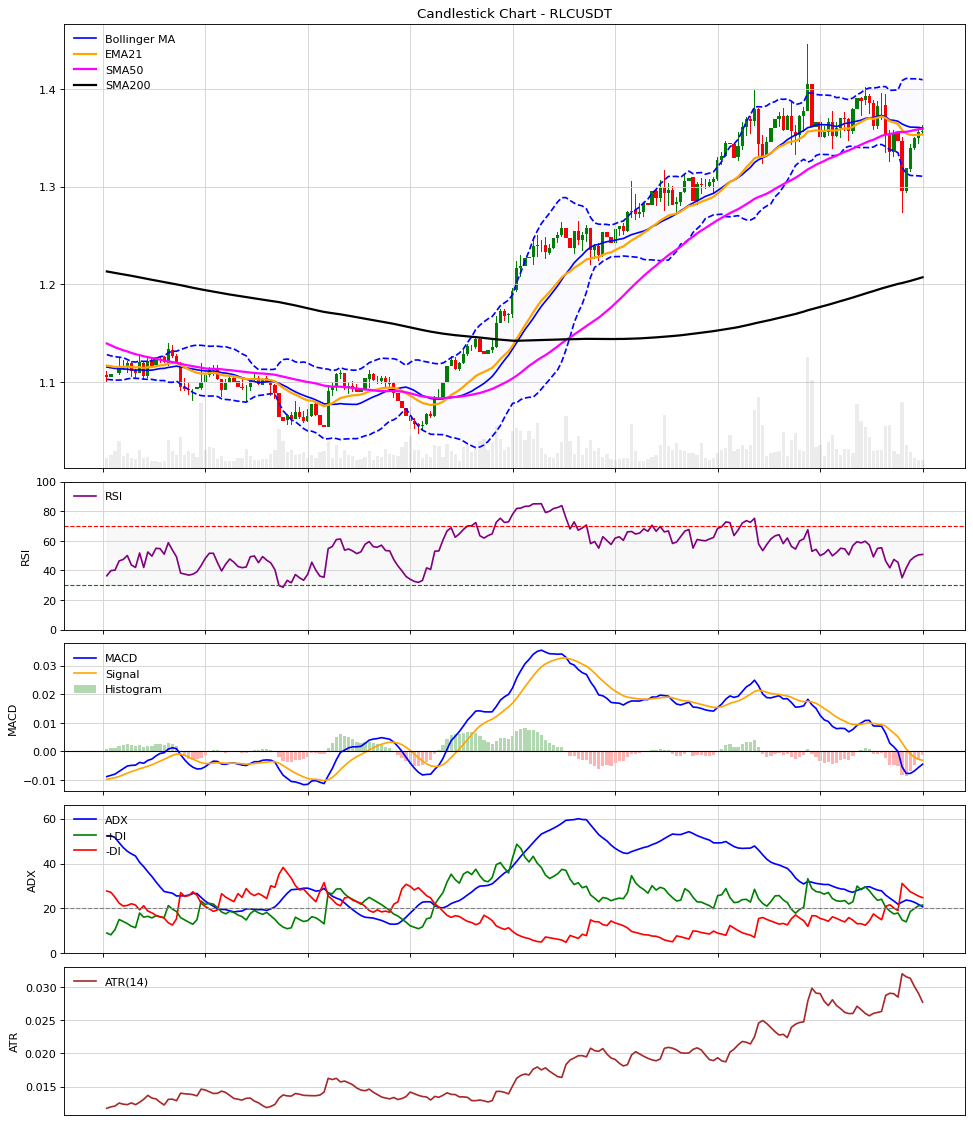 Candlestick Chart - RLCUSDT
Bollinger MA
EMA21
SMA50
SMA200
1.4
1.3
1.2
1.1
RSI
RSI
100
80
60
40
20
0
MACD
MACD
Signal
Histogram
0.03
0.02
0.01
0.00
−0.01
ADX
ADX
+DI
-DI
60
40
20
0
ATR
ATR(14)
0.030
0.025
0.020
0.015